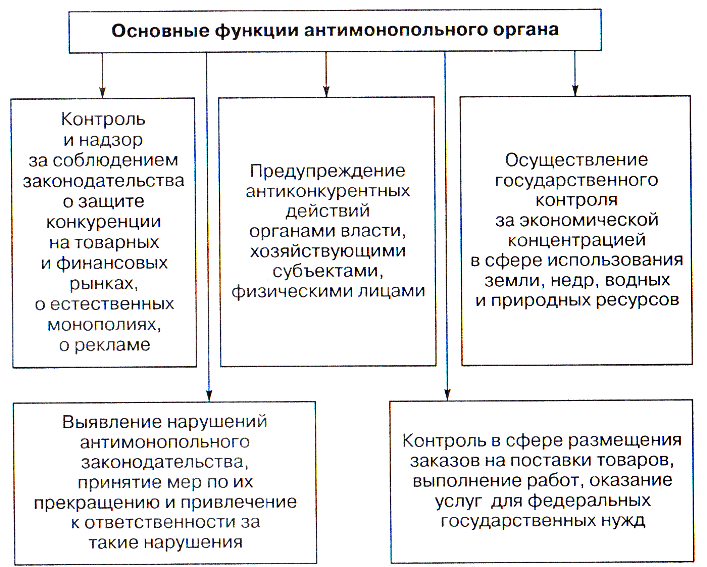 Основные функции антимонопольного органа
Контроль
и надзор
за соблюдением
законодательства
о защите
конкуренции
на товарных
и финансовых
рынках,
о естественных
монополиях,
о рекламе
Предупреждение
антиконкурентных
действий
органами власти,
хозяйствующими
субъектами,
физическими лицами
Осуществление
государственного
контроля
за экономической
концентрацией
в сфере использования
земли, недр, водных
и природных ресурсов
Выявление нарушений
антимонопольного
законодательства,
принятие мер по их
прекращению и привлечение
к ответственности за
такие нарушения
Контроль в сфере размещения
заказов на поставки товаров,
выполнение работ, оказание
услуг для федеральных
государственных нужд